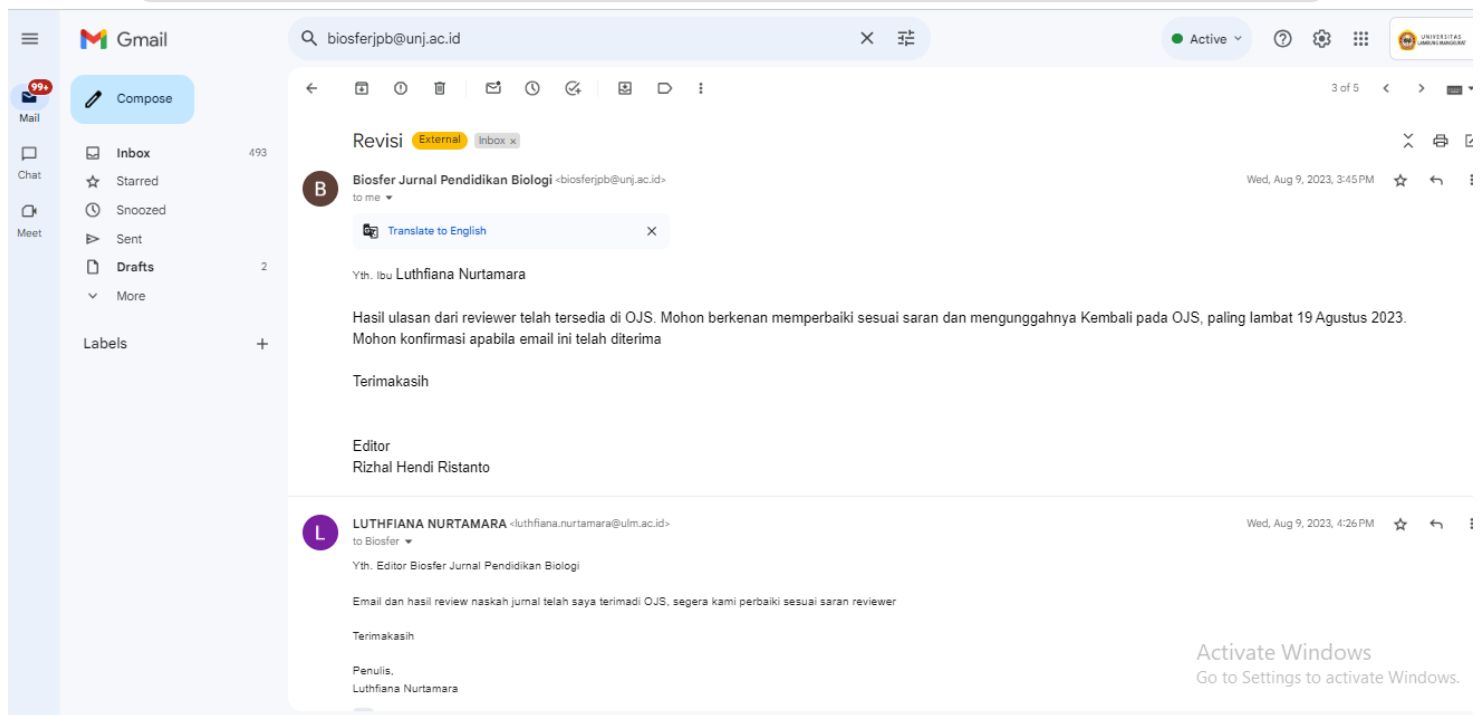 Gmail
biosferjpb@unj.ac.id
Active
UNIVERSITAS
LAMBUNG MANGKURAT
99+
Mail
Compose
3 of 5
Chat
Meet
Inbox 493
Starred
Snoozed
Sent
Drafts 2
More
Labels
Revisi External Inbox x
B
Biosfer Jurnal Pendidikan Biologi <biosferjpb@unj.ac.id> Wed, Aug 9, 2023, 3:45 PM
to me
Translate to English
Yth. Ibu Luthfiana Nurtamara
Hasil ulasan dari reviewer telah tersedia di OJS. Mohon berkenan memperbaiki sesuai saran dan mengunggahnya Kembali pada OJS, paling lambat 19 Agustus 2023.
Mohon konfirmasi apabila email ini telah diterima
Terimakasih
Editor
Rizhal Hendi Ristanto
L
LUTHFIANA NURTAMARA <luthfiana.nurtamara@ulm.ac.id> Wed, Aug 9, 2023, 4:26 PM
to Biosfer
Yth. Editor Biosfer Jurnal Pendidikan Biologi
Email dan hasil review naskah jurnal telah saya terimadi OJS, segera kami perbaiki sesuai saran reviewer
Terimakasih
Penulis,
Luthfiana Nurtamara
Activate Windows
Go to Settings to activate Windows.